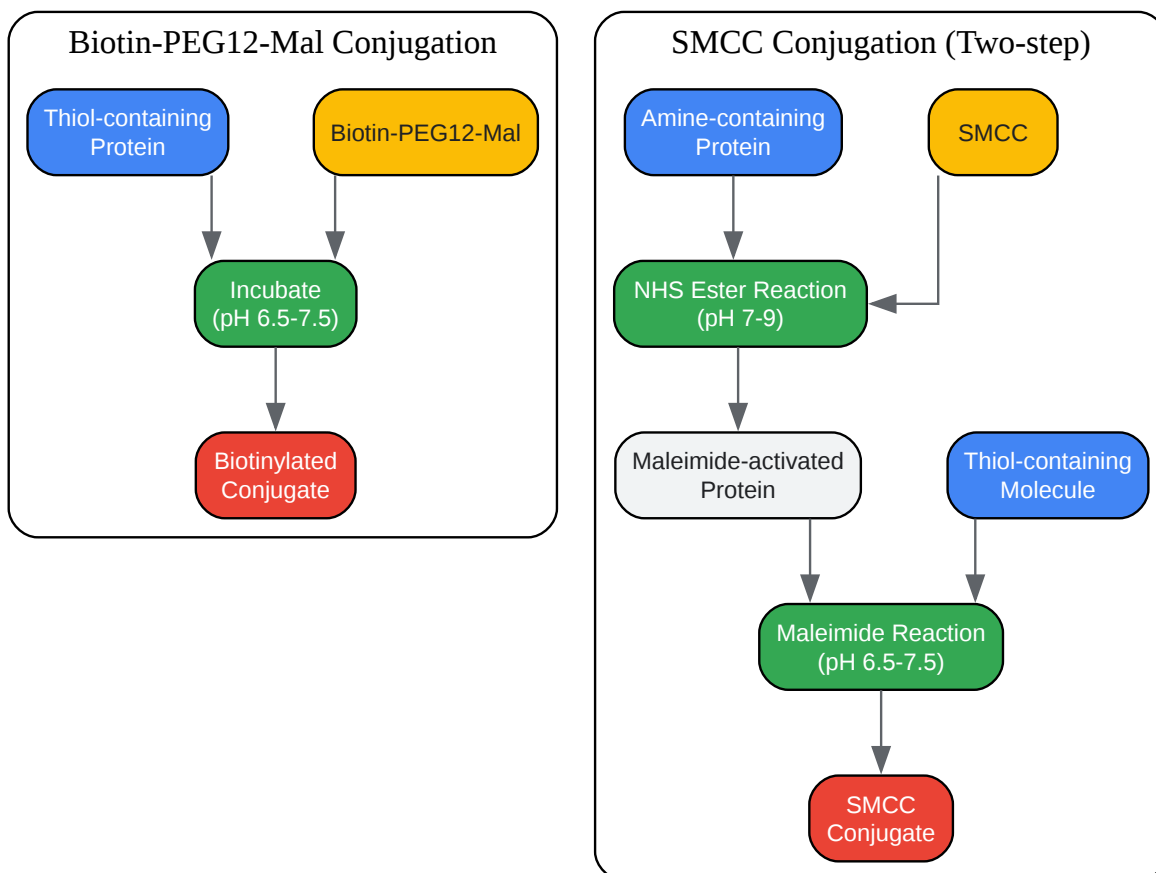 Biotin-PEG12-Mal Conjugation
Thiol-containing
Protein
Biotin-PEG12-Mal
Incubate
(pH 6.5-7.5)
Biotinylated
Conjugate
SMCC Conjugation (Two-step)
Amine-containing
Protein
SMCC
NHS Ester Reaction
(pH 7-9)
Maleimide-activated
Protein
Thiol-containing
Molecule
Maleimide Reaction
(pH 6.5-7.5)
SMCC
Conjugate